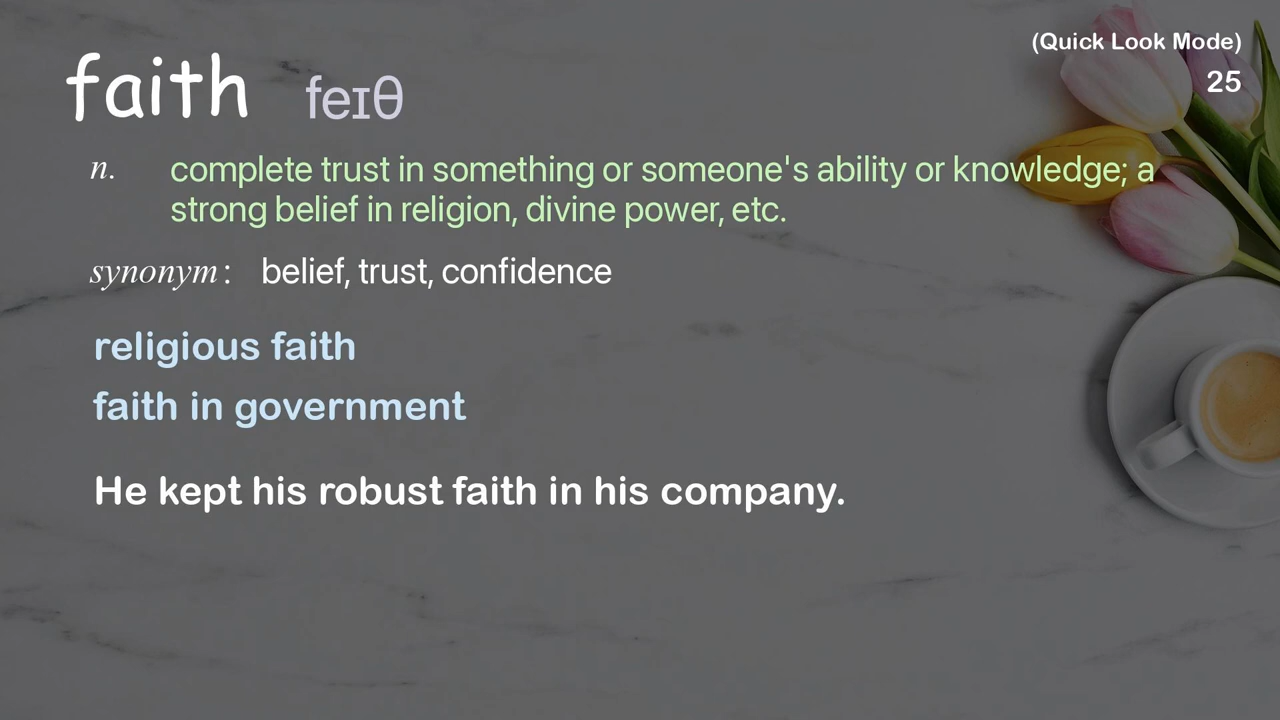 (Quick Look Mode)
25
faith feɪθ
n. complete trust in something or someone's ability or knowledge; a
strong belief in religion, divine power, etc.
synonym: belief, trust, confidence
religious faith
faith in government
He kept his robust faith in his company.